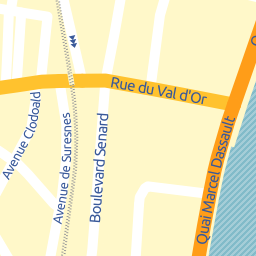 Rue du Val d'Or
Avenue Clodoald
Avenue de Suresnes
Boulevard Senard
Quai Marcel Dassault